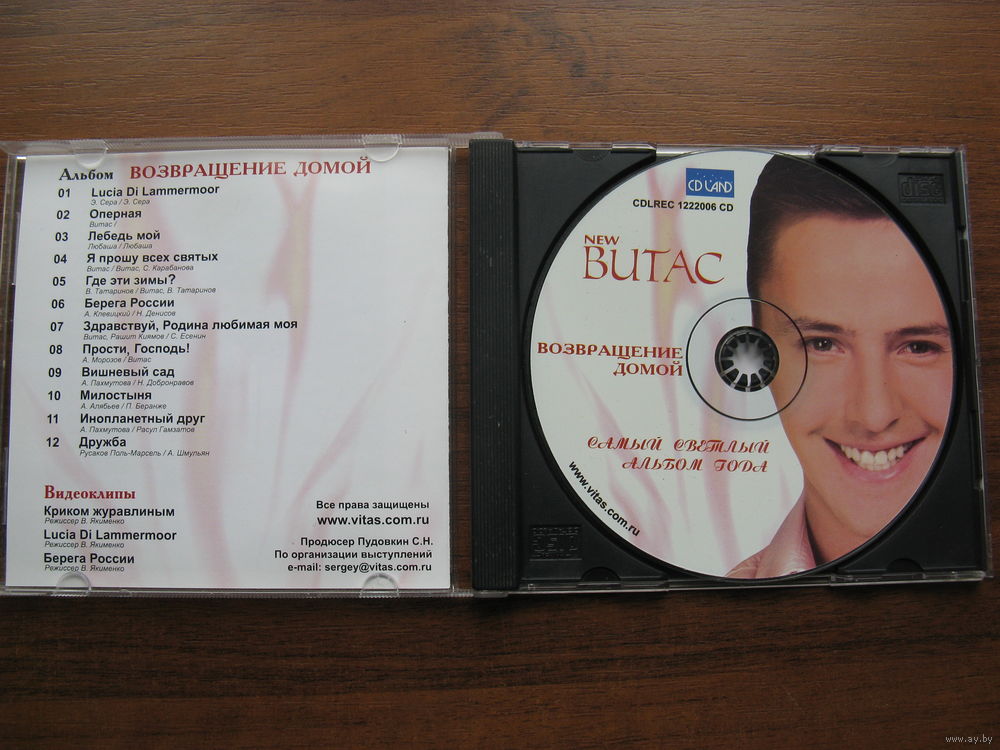 Альбом ВОЗВРАЩЕНИЕ ДОМОЙ
01 Lucia Di Lammermoor
Э. Сера / Э. Сера
02 Оперная
Витас /
03 Лебедь мой
Любаша / Любаша
04 Я прошу всех святых
Витас / Витас, С. Карабанова
05 Где эти зимы?
В. Татаринов / Витас, В. Татаринов
06 Берега России
А. Клевицкий / Н. Денисов
07 Здравствуй, Родина любимая моя
Витас, Рашит Киямов / С. Есенин
08 Прости, Господь!
А. Морозов / Витас
09 Вишневый сад
А. Пахмутова / Н. Добронравов
10 Милостыня
А. Алябьев / П. Беранже
11 Инопланетный друг
А. Пахмутова / Расул Гамзатов
12 Дружба
Русаков Поль-Марсель / А. Шмульян
Видеоклипы
Криком журавлиным
Режиссер В. Якименко
Lucia Di Lammermoor
Режиссер В. Якименко
Берега России
Режиссер В. Якименко
Все права защищены
www.vitas.com.ru
Продюсер Пудовкин С.Н.
По организации выступлений
e-mail: sergey@vitas.com.ru
CD LAND
CDLREC 1222006 CD
NEW
ВИТАС
ВОЗВРАЩЕНИЕ
ДОМОЙ
САМЫЙ СВЕТЛЫЙ
АЛЬБОМ ГОДА
www.vitas.com.ru
disc
www.ay.by